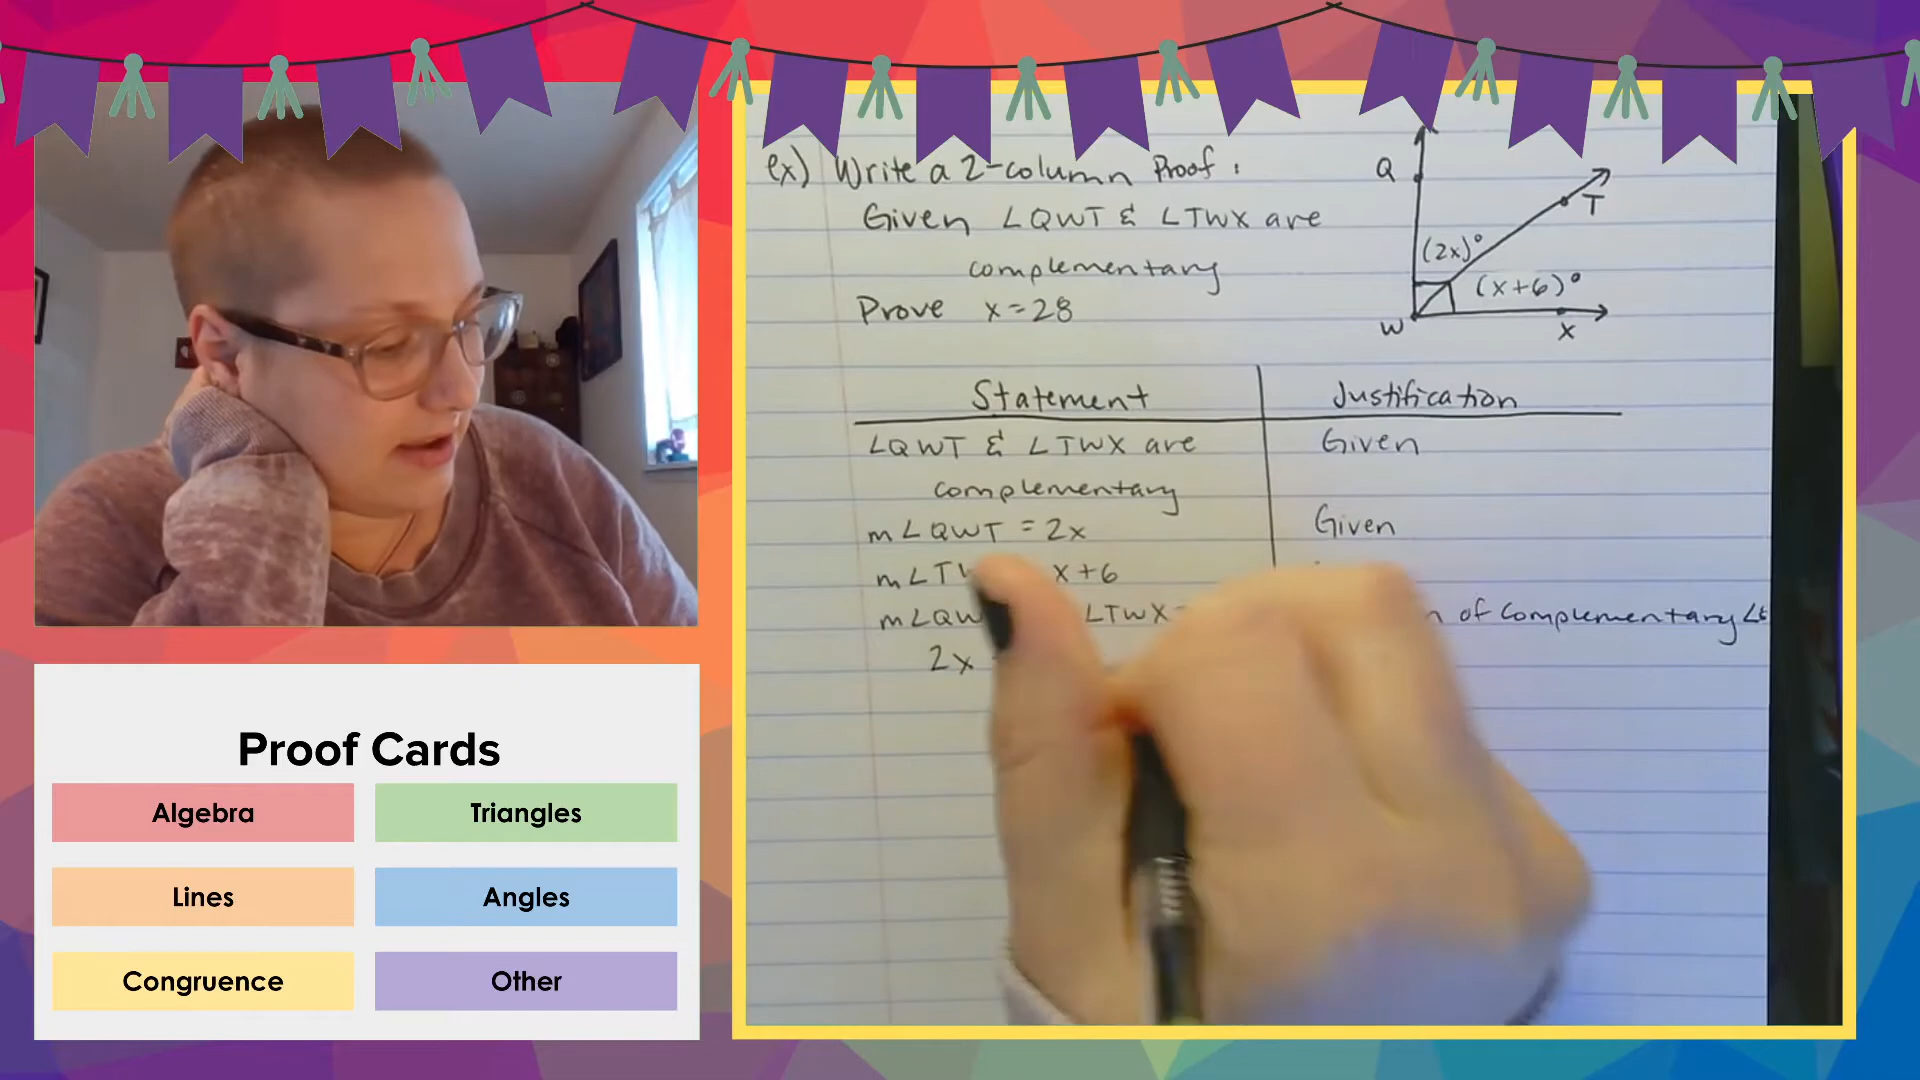 ex) Write a 2-column Proof:
Given ∠QWT & ∠TWX are
complementary
Prove x=28
Q
T
(2x)°
(x+6)°
W
X
Statement Justification
∠QWT & ∠TWX are Given
complementary
m∠QWT = 2x Given
x+6
∠TWX of Complementary ∠s
2x
Proof Cards
Algebra Triangles
Lines Angles
Congruence Other